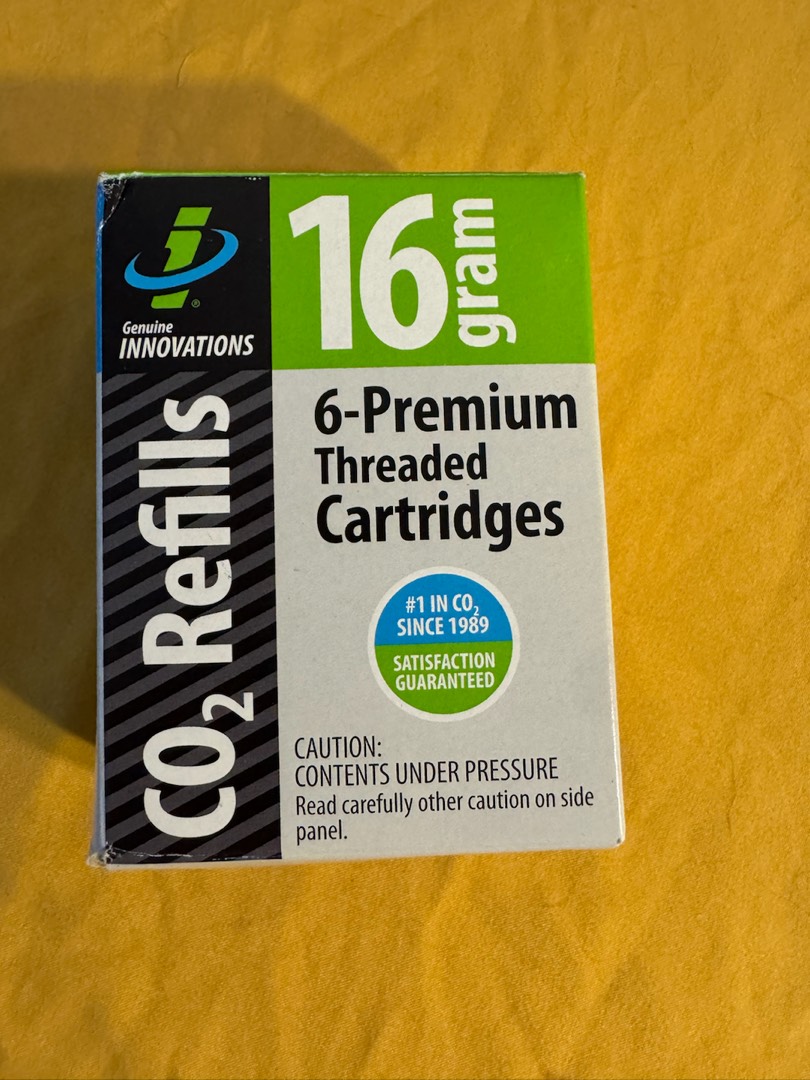 Genuine
INNOVATIONS®
CO₂ Refills
16 gram
6-Premium
Threaded
Cartridges
#1 IN CO₂
SINCE 1989
SATISFACTION
GUARANTEED
CAUTION:
CONTENTS UNDER PRESSURE
Read carefully other caution on side
panel.